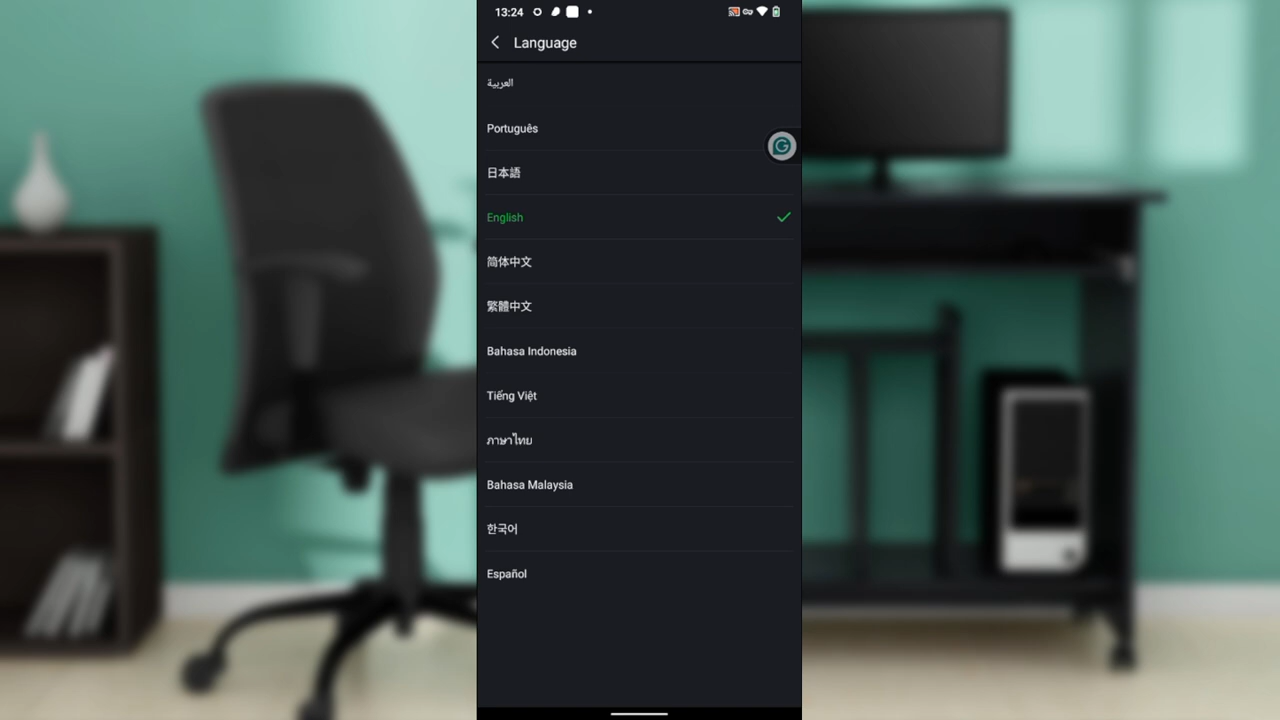 13:24
Language
العربية
Português
日本語
English
简体中文
繁體中文
Bahasa Indonesia
Tiếng Việt
ภาษาไทย
Bahasa Malaysia
한국어
Español